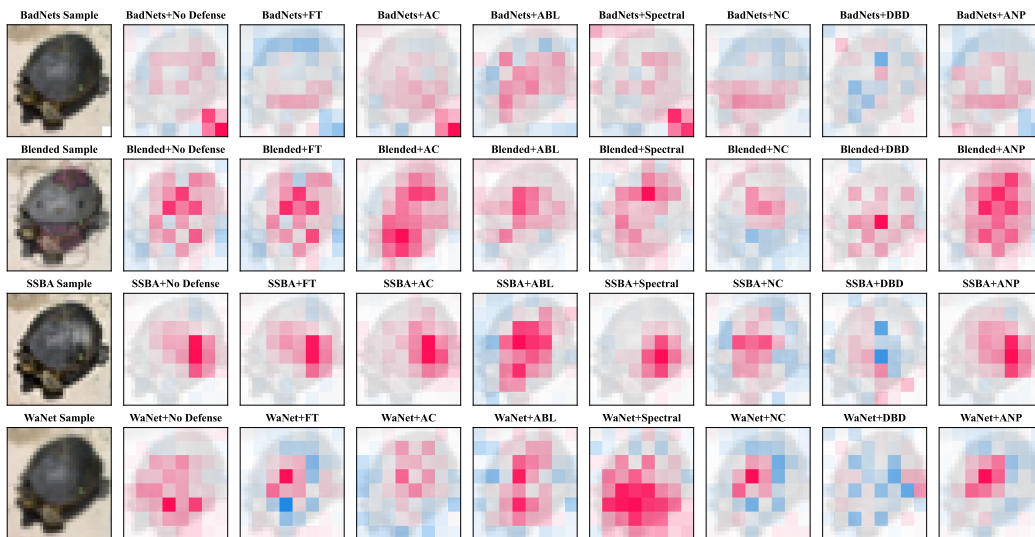 BadNets Sample BadNets+No Defense BadNets+FT BadNets+AC BadNets+ABL BadNets+Spectral BadNets+NC BadNets+DBD BadNets+ANP
Blended Sample Blended+No Defense Blended+FT Blended+AC Blended+ABL Blended+Spectral Blended+NC Blended+DBD Blended+ANP
SSBA Sample SSBA+No Defense SSBA+FT SSBA+AC SSBA+ABL SSBA+Spectral SSBA+NC SSBA+DBD SSBA+ANP
WaNet Sample WaNet+No Defense WaNet+FT WaNet+AC WaNet+ABL WaNet+Spectral WaNet+NC WaNet+DBD WaNet+ANP